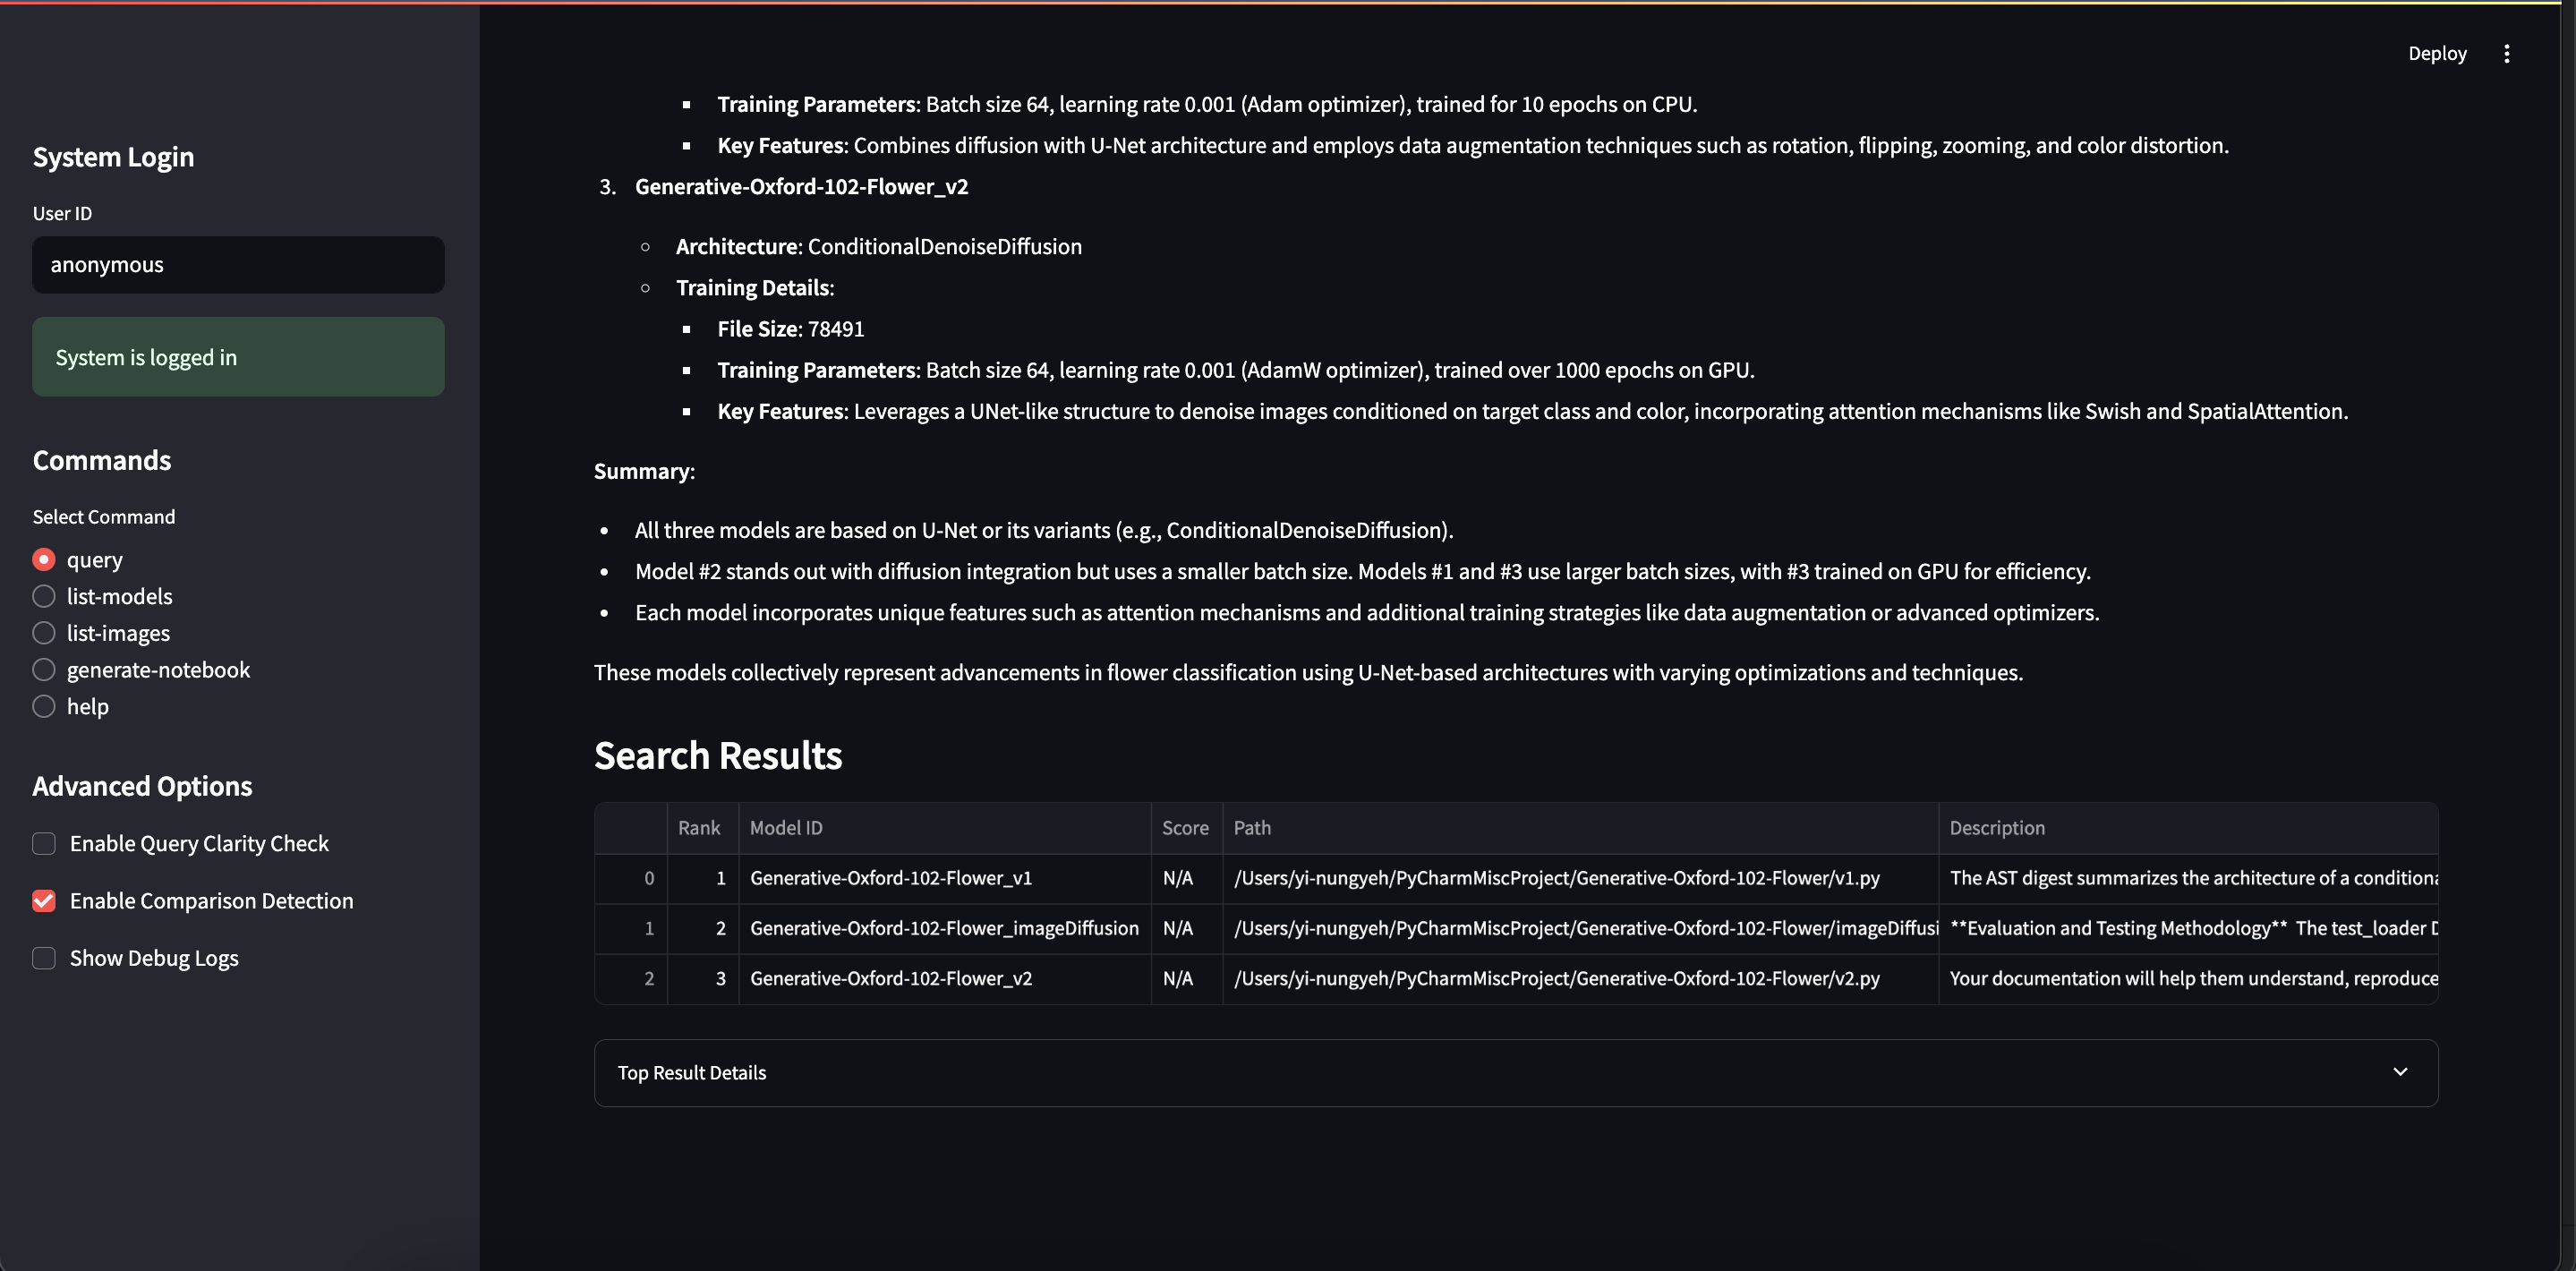 Deploy
System Login
User ID
anonymous
System is logged in
Commands
Select Command
query
list-models
list-images
generate-notebook
help
Advanced Options
Enable Query Clarity Check
Enable Comparison Detection
Show Debug Logs
Training Parameters: Batch size 64, learning rate 0.001 (Adam optimizer), trained for 10 epochs on CPU.
Key Features: Combines diffusion with U-Net architecture and employs data augmentation techniques such as rotation, flipping, zooming, and color distortion.
3. Generative-Oxford-102-Flower_v2
Architecture: ConditionalDenoiseDiffusion
Training Details:
File Size: 78491
Training Parameters: Batch size 64, learning rate 0.001 (AdamW optimizer), trained over 1000 epochs on GPU.
Key Features: Leverages a UNet-like structure to denoise images conditioned on target class and color, incorporating attention mechanisms like Swish and SpatialAttention.
Summary:
All three models are based on U-Net or its variants (e.g., ConditionalDenoiseDiffusion).
Model #2 stands out with diffusion integration but uses a smaller batch size. Models #1 and #3 use larger batch sizes, with #3 trained on GPU for efficiency.
Each model incorporates unique features such as attention mechanisms and additional training strategies like data augmentation or advanced optimizers.
These models collectively represent advancements in flower classification using U-Net-based architectures with varying optimizations and techniques.
Search Results
Rank Model ID Score Path Description
0 1 Generative-Oxford-102-Flower_v1 N/A /Users/yi-nungyeh/PyCharmMiscProject/Generative-Oxford-102-Flower/v1.py The AST digest summarizes the architecture of a conditiona
1 2 Generative-Oxford-102-Flower_imageDiffusion N/A /Users/yi-nungyeh/PyCharmMiscProject/Generative-Oxford-102-Flower/imageDiffusi **Evaluation and Testing Methodology** The test_loader D
2 3 Generative-Oxford-102-Flower_v2 N/A /Users/yi-nungyeh/PyCharmMiscProject/Generative-Oxford-102-Flower/v2.py Your documentation will help them understand, reproduce
Top Result Details